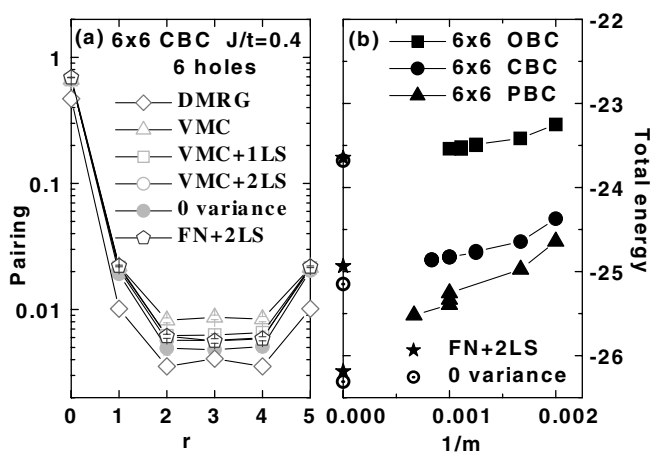 (a) 6x6 CBC J/t=0.4
6 holes
DMRG
VMC
VMC+1LS
VMC+2LS
0 variance
FN+2LS
1
0.1
0.01
Pairing
0 1 2 3 4 5
r
(b)
6x6 OBC
6x6 CBC
6x6 PBC
FN+2LS
0 variance
-22
-23
-24
-25
-26
Total energy
0.000 0.001 0.002
1/m